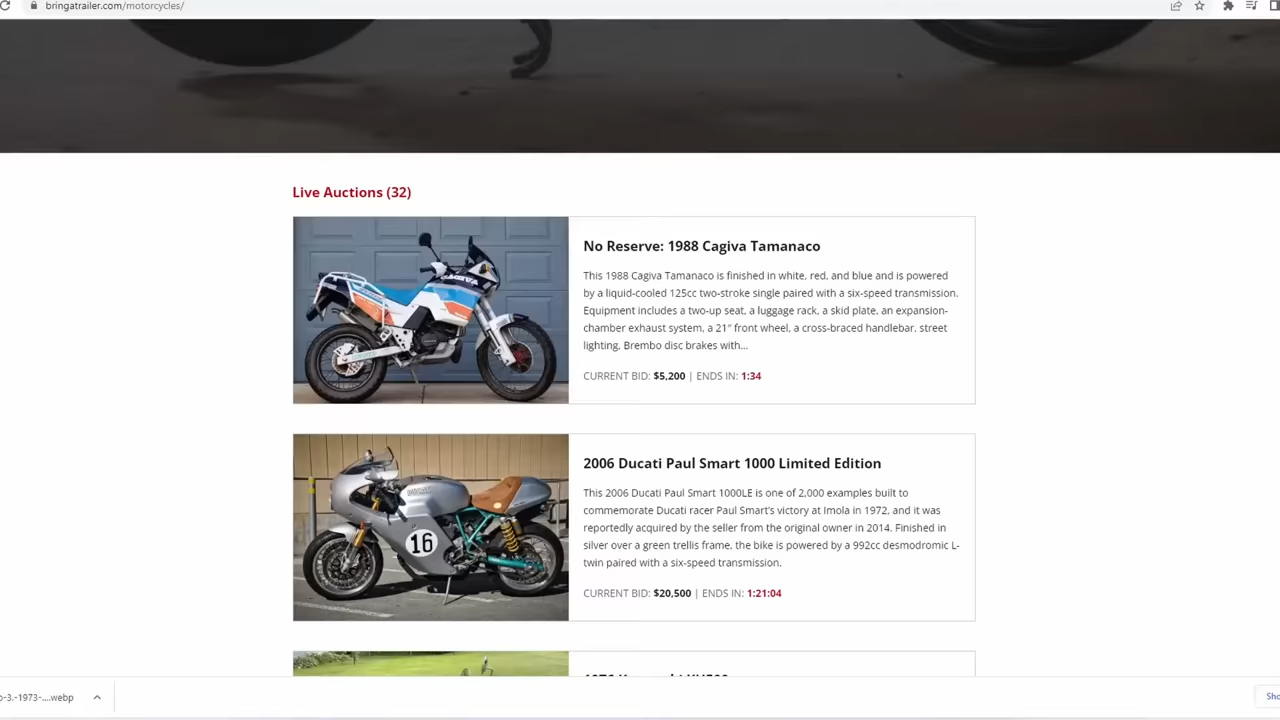 bringatrailer.com/motorcycles/
Live Auctions (32)
No Reserve: 1988 Cagiva Tamanaco
This 1988 Cagiva Tamanaco is finished in white, red, and blue and is powered
by a liquid-cooled 125cc two-stroke single paired with a six-speed transmission.
Equipment includes a two-up seat, a luggage rack, a skid plate, an expansion-
chamber exhaust system, a 21″ front wheel, a cross-braced handlebar, street
lighting, Brembo disc brakes with...
CURRENT BID: $5,200 | ENDS IN: 1:34
CAGIVA
2006 Ducati Paul Smart 1000 Limited Edition
This 2006 Ducati Paul Smart 1000LE is one of 2,000 examples built to
commemorate Ducati racer Paul Smart's victory at Imola in 1972, and it was
reportedly acquired by the seller from the original owner in 2014. Finished in
silver over a green trellis frame, the bike is powered by a 992cc desmodromic L-
twin paired with a six-speed transmission.
CURRENT BID: $20,500 | ENDS IN: 1:21:04
DUCATI
16
o-3.-1973-....webp
Sho